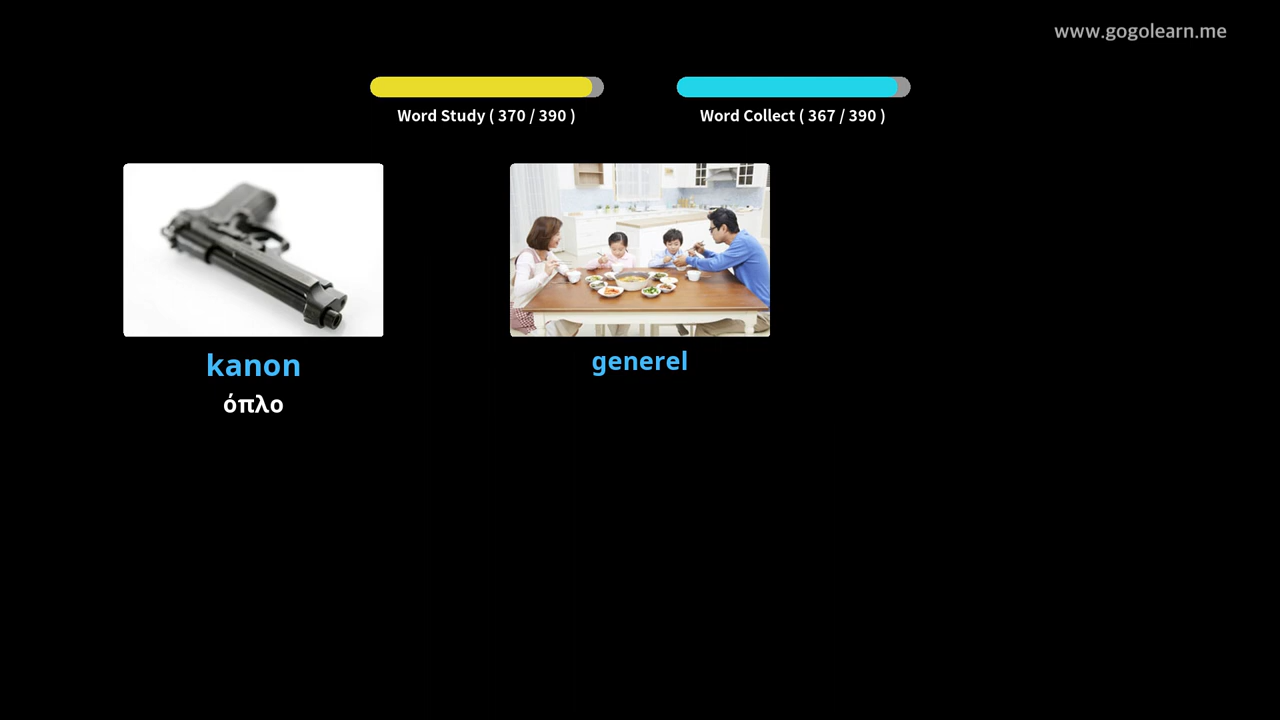 www.gogolearn.me
Word Study ( 370 / 390 )
Word Collect ( 367 / 390 )
kanon
όπλο
generel